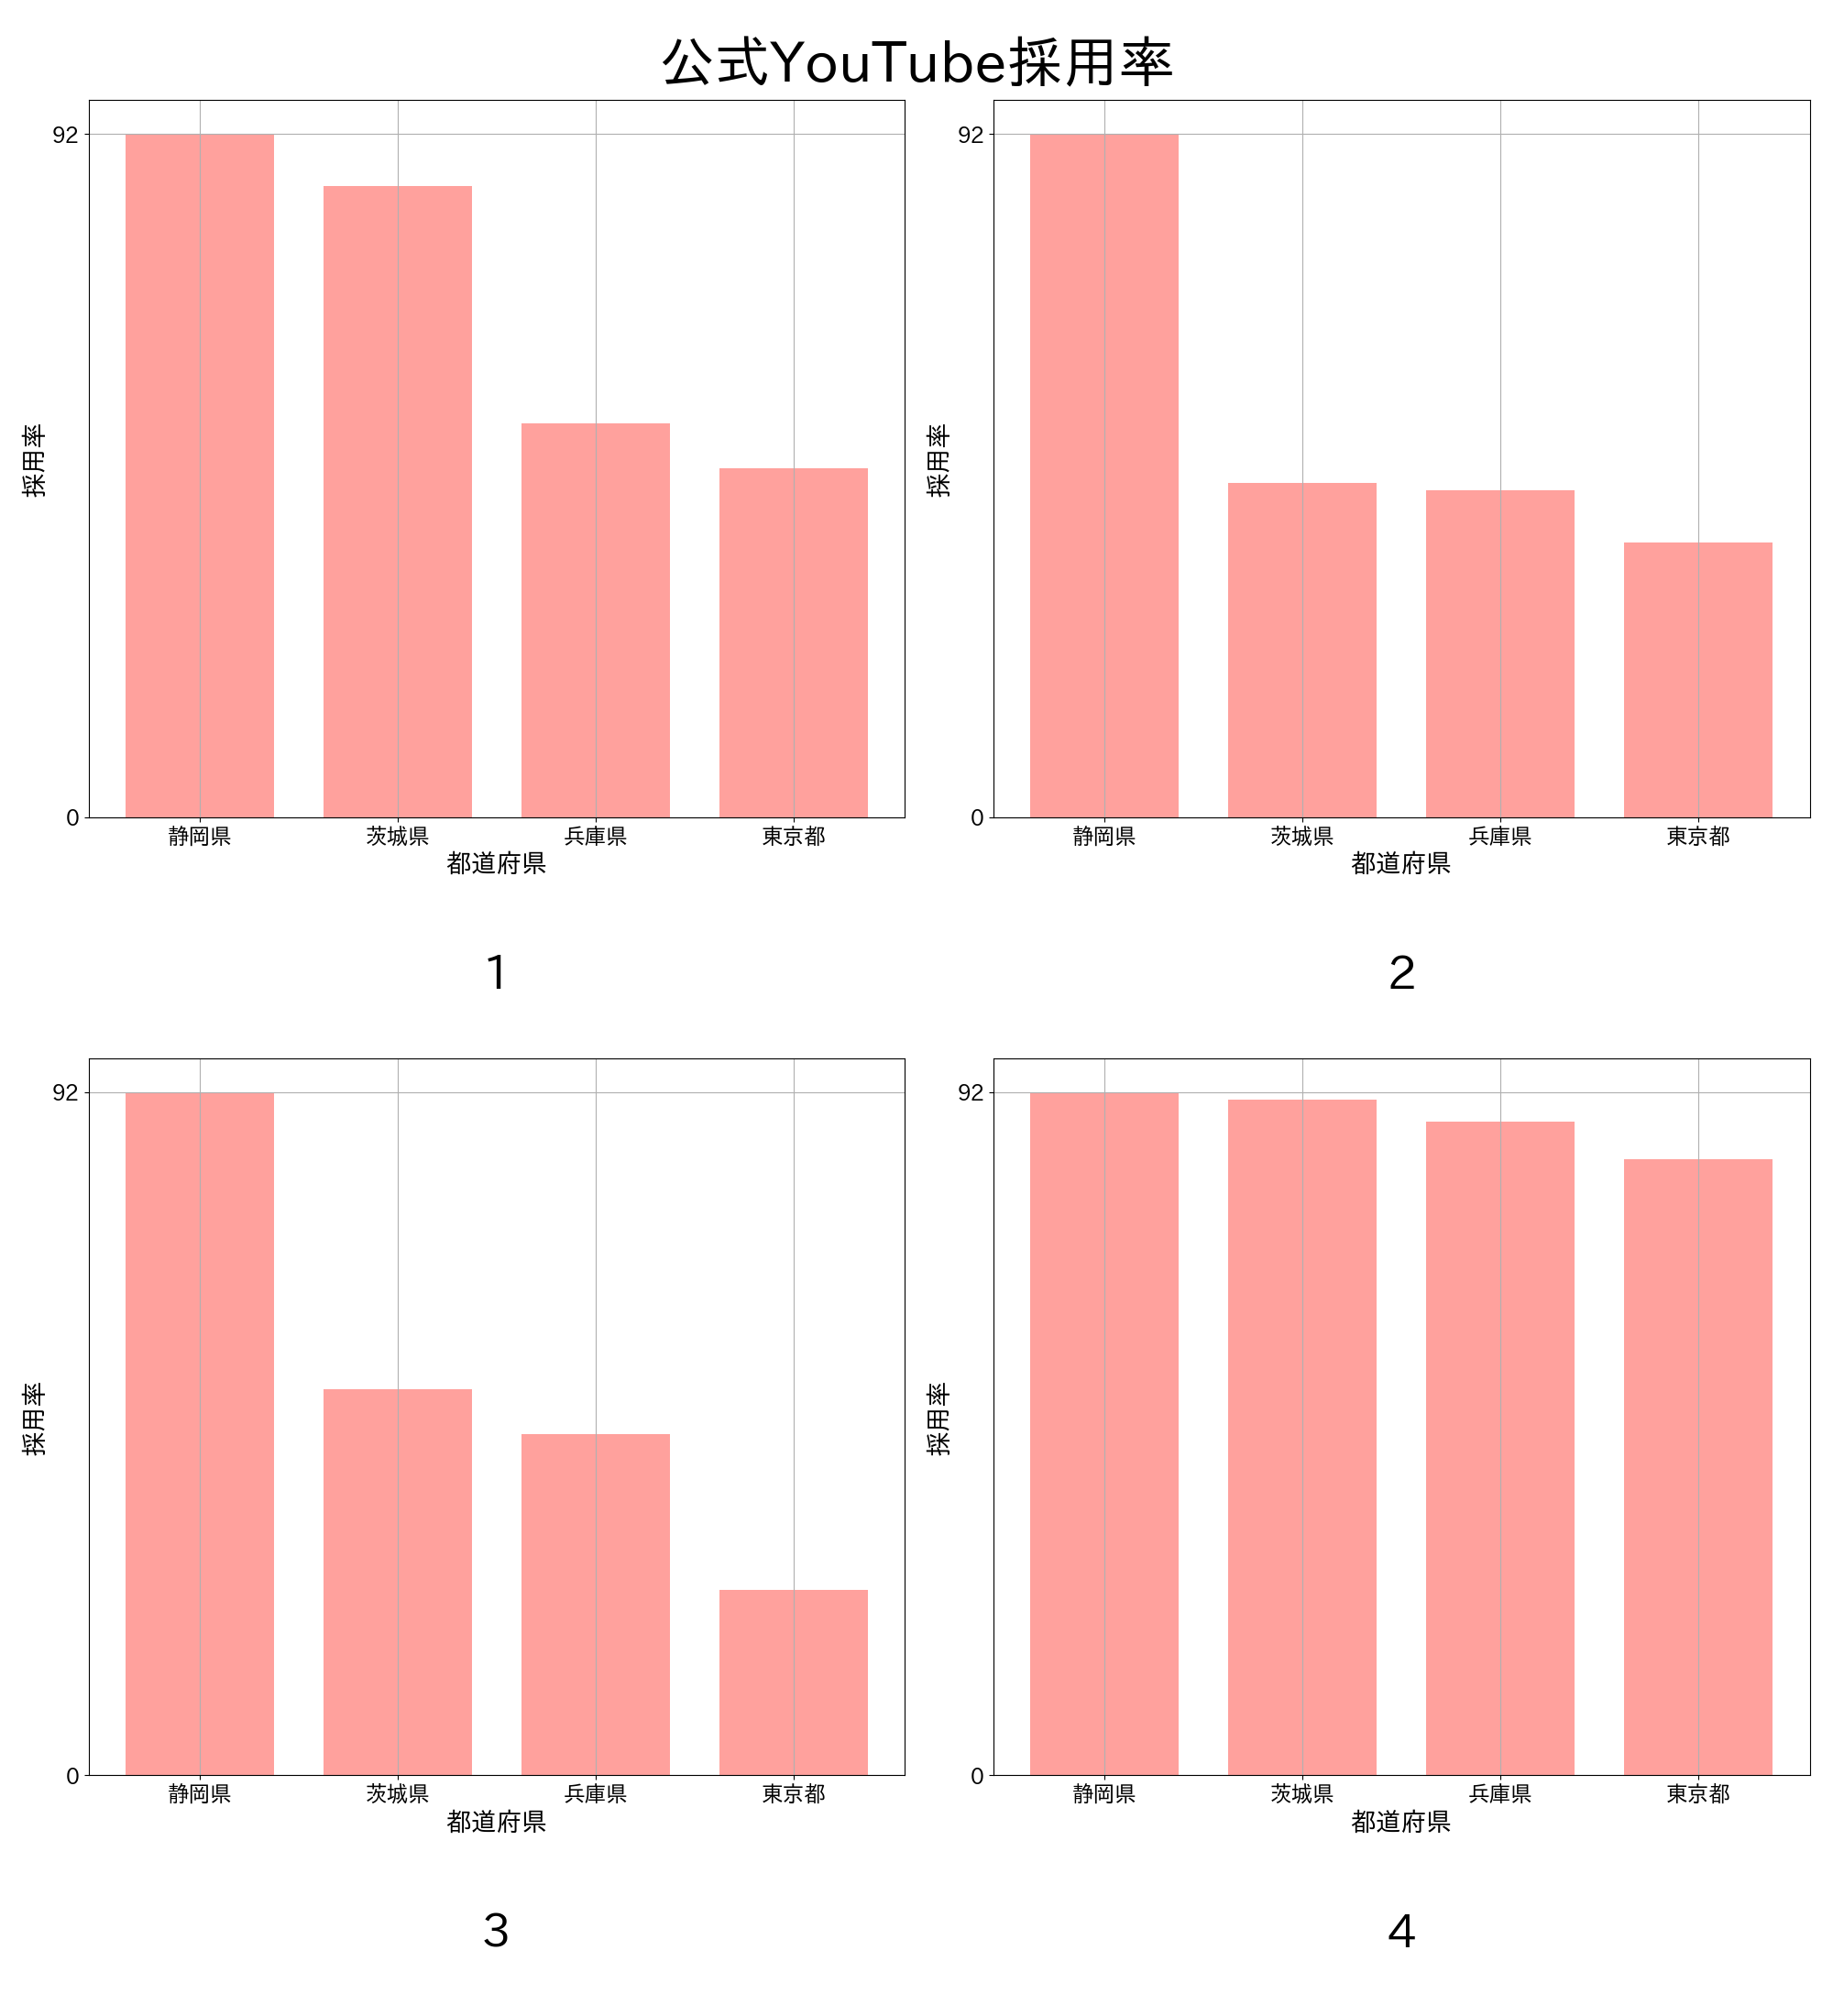 公式YouTube採用率
92
0
採用率
静岡県 茨城県 兵庫県 東京都
都道府県
1
92
0
採用率
静岡県 茨城県 兵庫県 東京都
都道府県
2
92
0
採用率
静岡県 茨城県 兵庫県 東京都
都道府県
3
92
0
採用率
静岡県 茨城県 兵庫県 東京都
都道府県
4